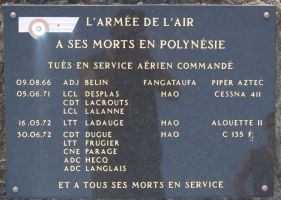 L'ARMÉE DE L'AIR
A SES MORTS EN POLYNÉSIE
TUÉS EN SERVICE AÉRIEN COMMANDÉ
09.08.66 ADJ BELIN FANGATAUFA PIPER AZTEC
05.06.71 LCL DESPLAS HAO CESSNA 411
CDT LACROUTS
LCL LALANNE
16.05.72 LTT LADAUGE HAO ALOUETTE II
30.06.72 CDT DUGUE HAO C 135 F
LTT FRUGIER
CNE PARAGE
ADC HECQ
ADC LANGLAIS
ET A TOUS SES MORTS EN SERVICE